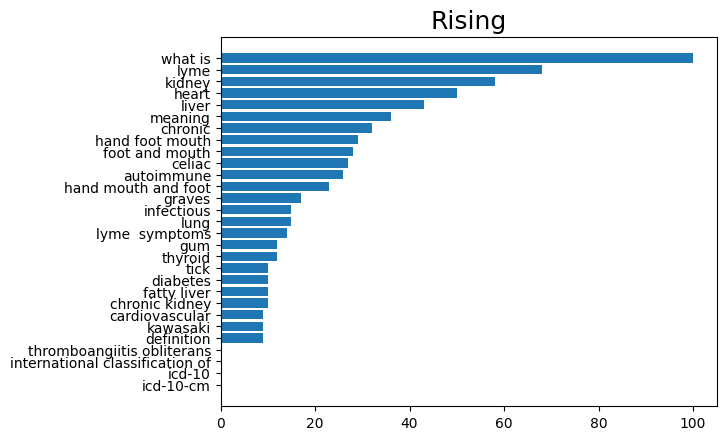 Rising
what is
lyme
kidney
heart
liver
meaning
chronic
hand foot mouth
foot and mouth
celiac
autoimmune
hand mouth and foot
graves
infectious
lung
lyme  symptoms
gum
thyroid
tick
diabetes
fatty liver
chronic kidney
cardiovascular
kawasaki
definition
thromboangiitis obliterans
international classification of
icd-10
icd-10-cm
0 20 40 60 80 100